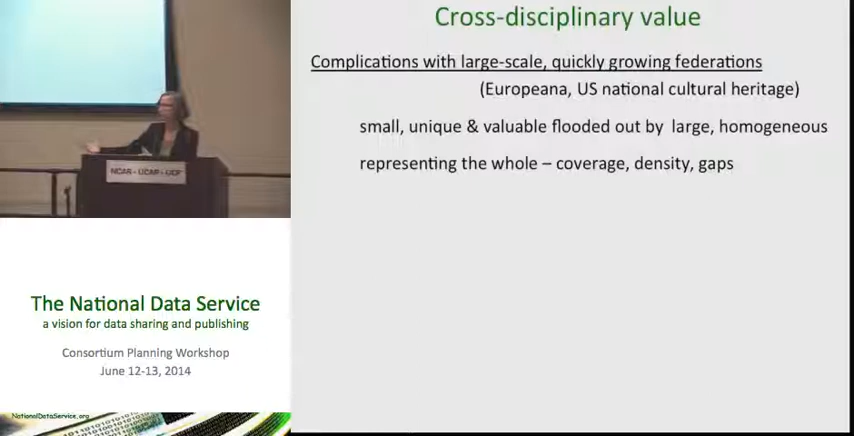 Cross-disciplinary value
Complications with large-scale, quickly growing federations
(Europeana, US national cultural heritage)
small, unique & valuable flooded out by large, homogeneous
representing the whole – coverage, density, gaps
NCAR - UCAR - UCP
The National Data Service
a vision for data sharing and publishing
Consortium Planning Workshop
June 12-13, 2014
NationalDataService.org